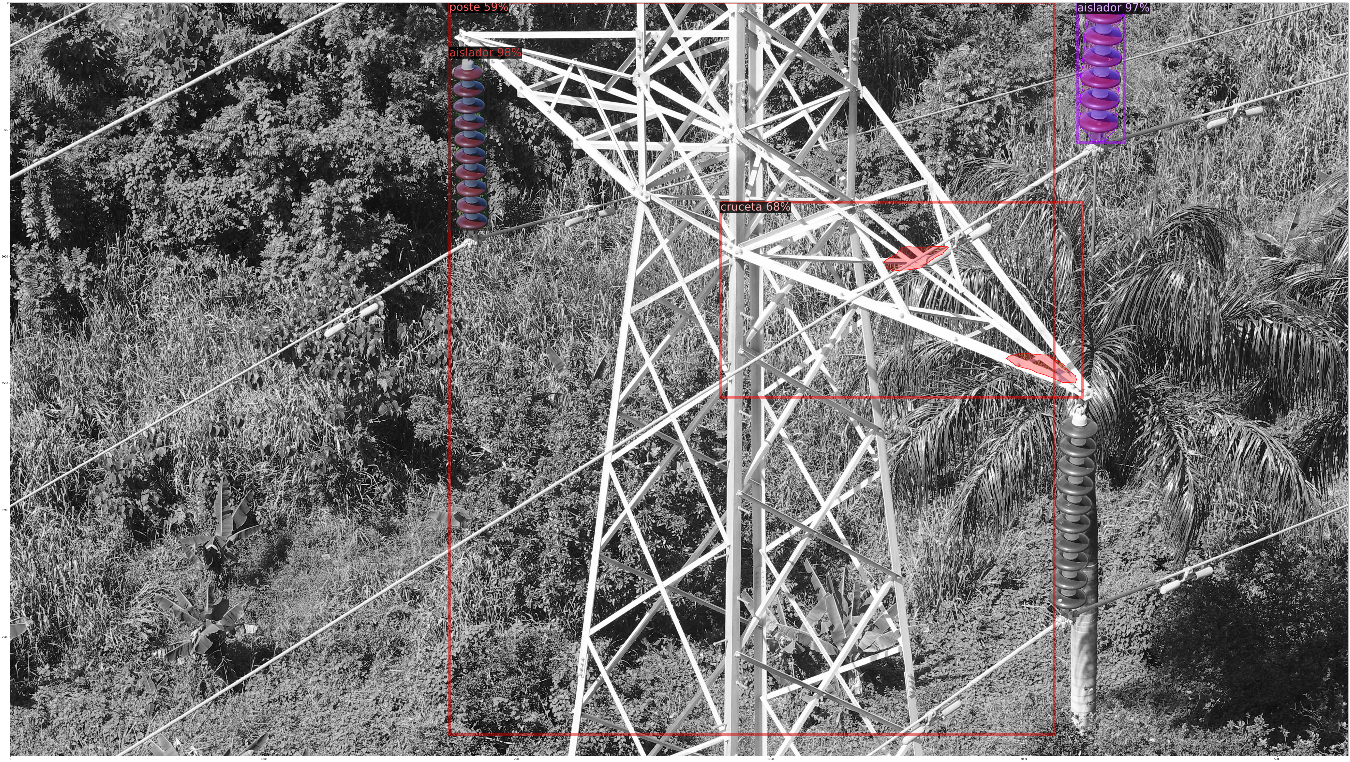 poste 59%
aislador 97%
aislador 98%
cruceta 68%